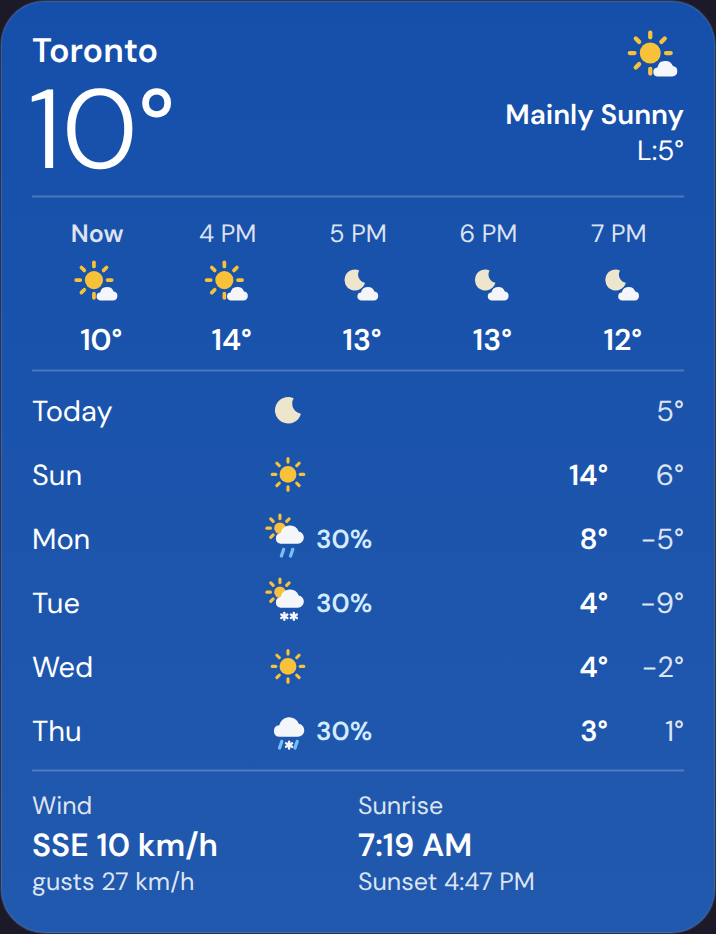 Toronto
10°
Mainly Sunny
L:5°
Now 4 PM 5 PM 6 PM 7 PM
10° 14° 13° 13° 12°
Today 5°
Sun 14° 6°
Mon 30% 8° -5°
Tue 30% 4° -9°
Wed 4° -2°
Thu 30% 3° 1°
Wind Sunrise
SSE 10 km/h 7:19 AM
gusts 27 km/h Sunset 4:47 PM